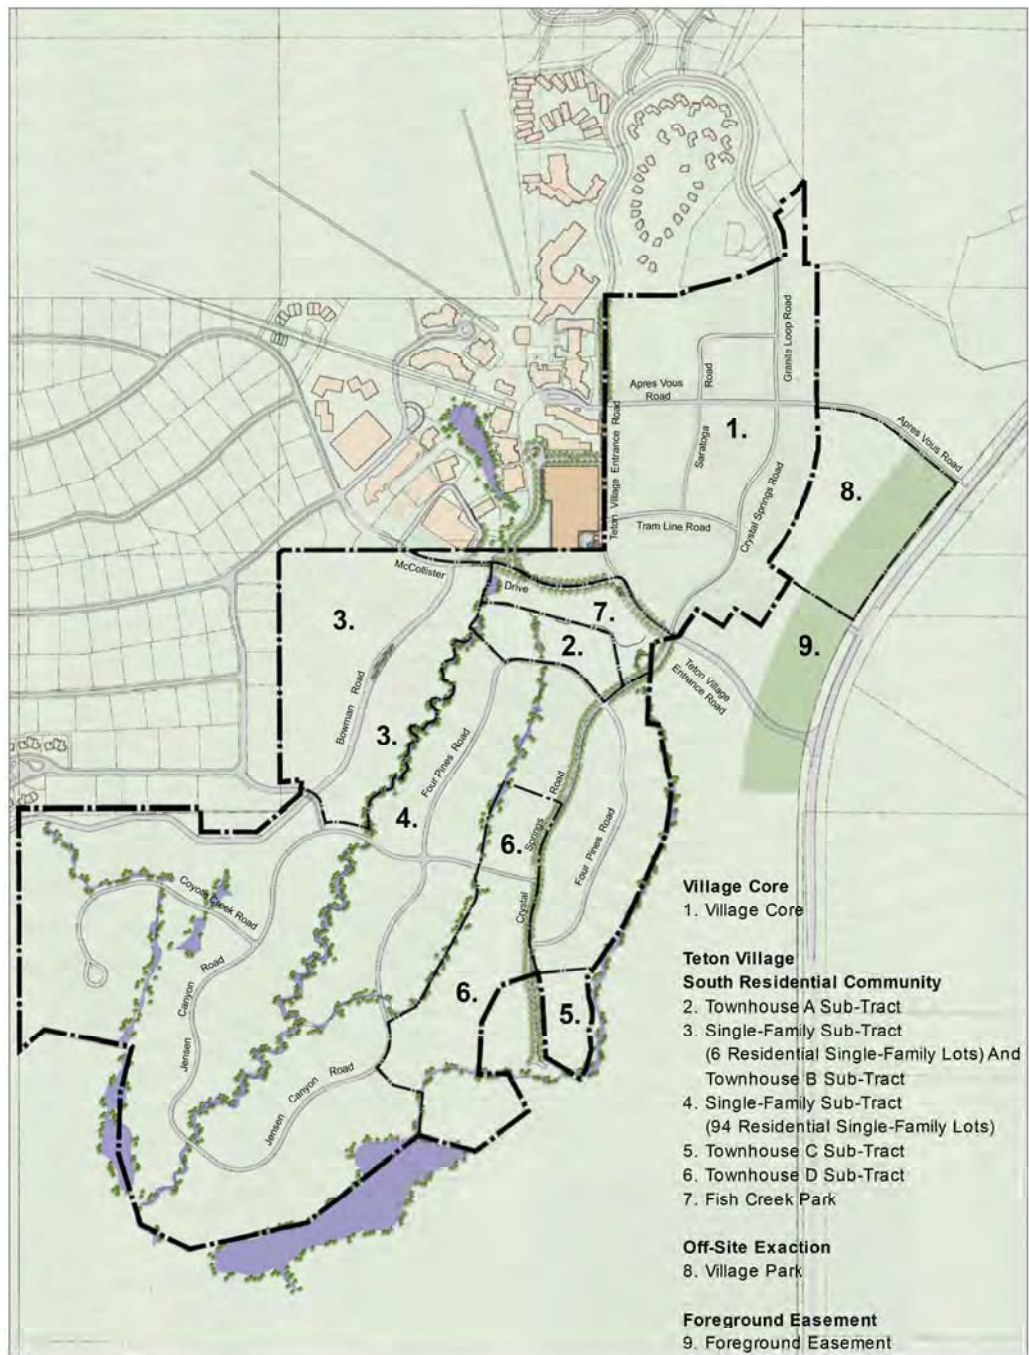 Granite Loop Road
Apres Vous
Road
Road
Saratoga
1.
Teton Village Entrance Road
Apres Vous Road
8.
Crystal Springs Road
Tram Line Road
McCollister
Drive
7.
3.
2.
9.
Teton Village
Entrance Road
Bowman Road
3.
Four Pines Road
4.
Road
Springs
Crystal
6.
Four Pines Road
Coyote Creek Road
Jensen Canyon Road
6.
5.
Jensen Canyon Road
Village Core
1. Village Core
Teton Village
South Residential Community
2. Townhouse A Sub-Tract
3. Single-Family Sub-Tract
(6 Residential Single-Family Lots) And
Townhouse B Sub-Tract
4. Single-Family Sub-Tract
(94 Residential Single-Family Lots)
5. Townhouse C Sub-Tract
6. Townhouse D Sub-Tract
7. Fish Creek Park
Off-Site Exaction
8. Village Park
Foreground Easement
9. Foreground Easement